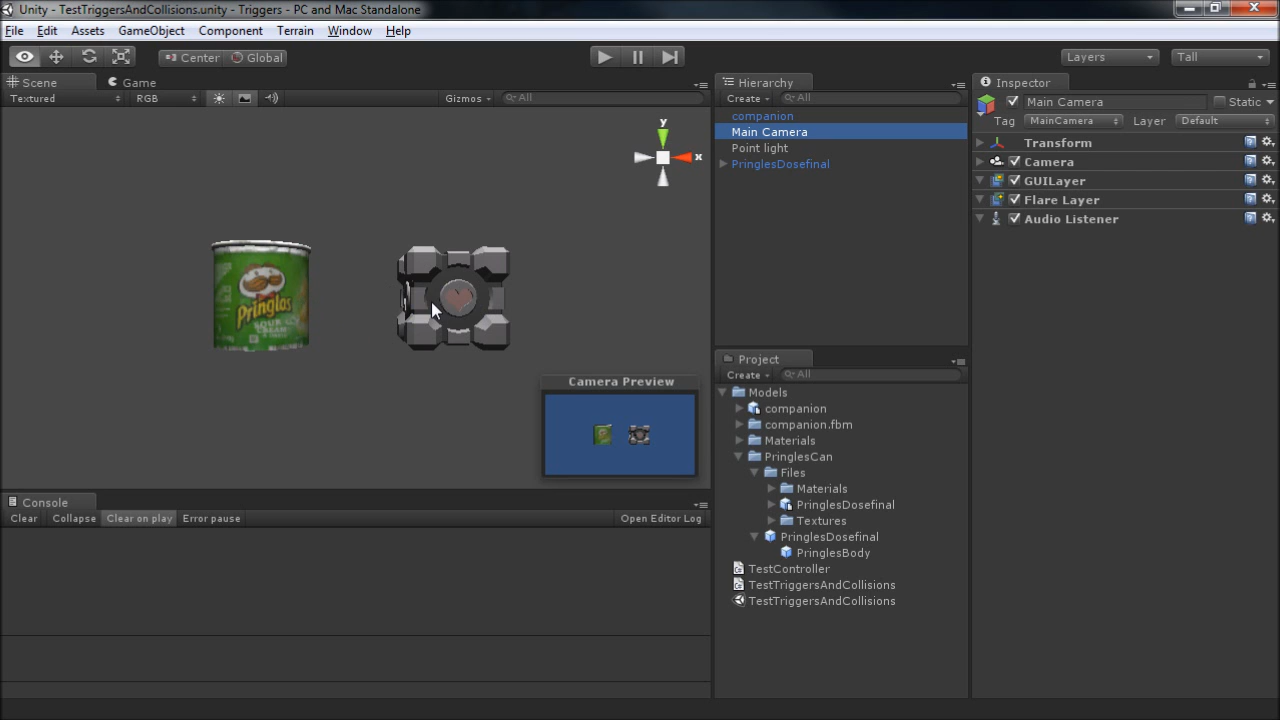 Unity - TestTriggersAndCollisions.unity - Triggers - PC and Mac Standalone
File Edit Assets GameObject Component Terrain Window Help
Center Global Layers Tall
Scene Game
Textured RGB Gizmos All
y
x
Pringles
SOUR
CREAM
Camera Preview
Console
Clear Collapse Clear on play Error pause Open Editor Log
Hierarchy
Create All
companion
Main Camera
Point light
PringlesDosefinal
Project
Create All
Models
companion
companion.fbm
Materials
PringlesCan
Files
Materials
PringlesDosefinal
Textures
PringlesDosefinal
PringlesBody
TestController
TestTriggersAndCollisions
TestTriggersAndCollisions
Inspector
Main Camera Static
Tag MainCamera Layer Default
Transform
Camera
GUILayer
Flare Layer
Audio Listener